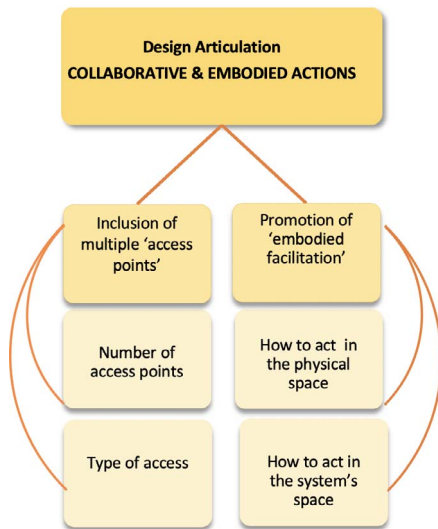 Design Articulation
COLLABORATIVE & EMBODIED ACTIONS
Inclusion of
multiple ‘access
points’
Promotion of
‘embodied
facilitation’
Number of
access points
How to act in
the physical
space
Type of access
How to act in
the system’s
space